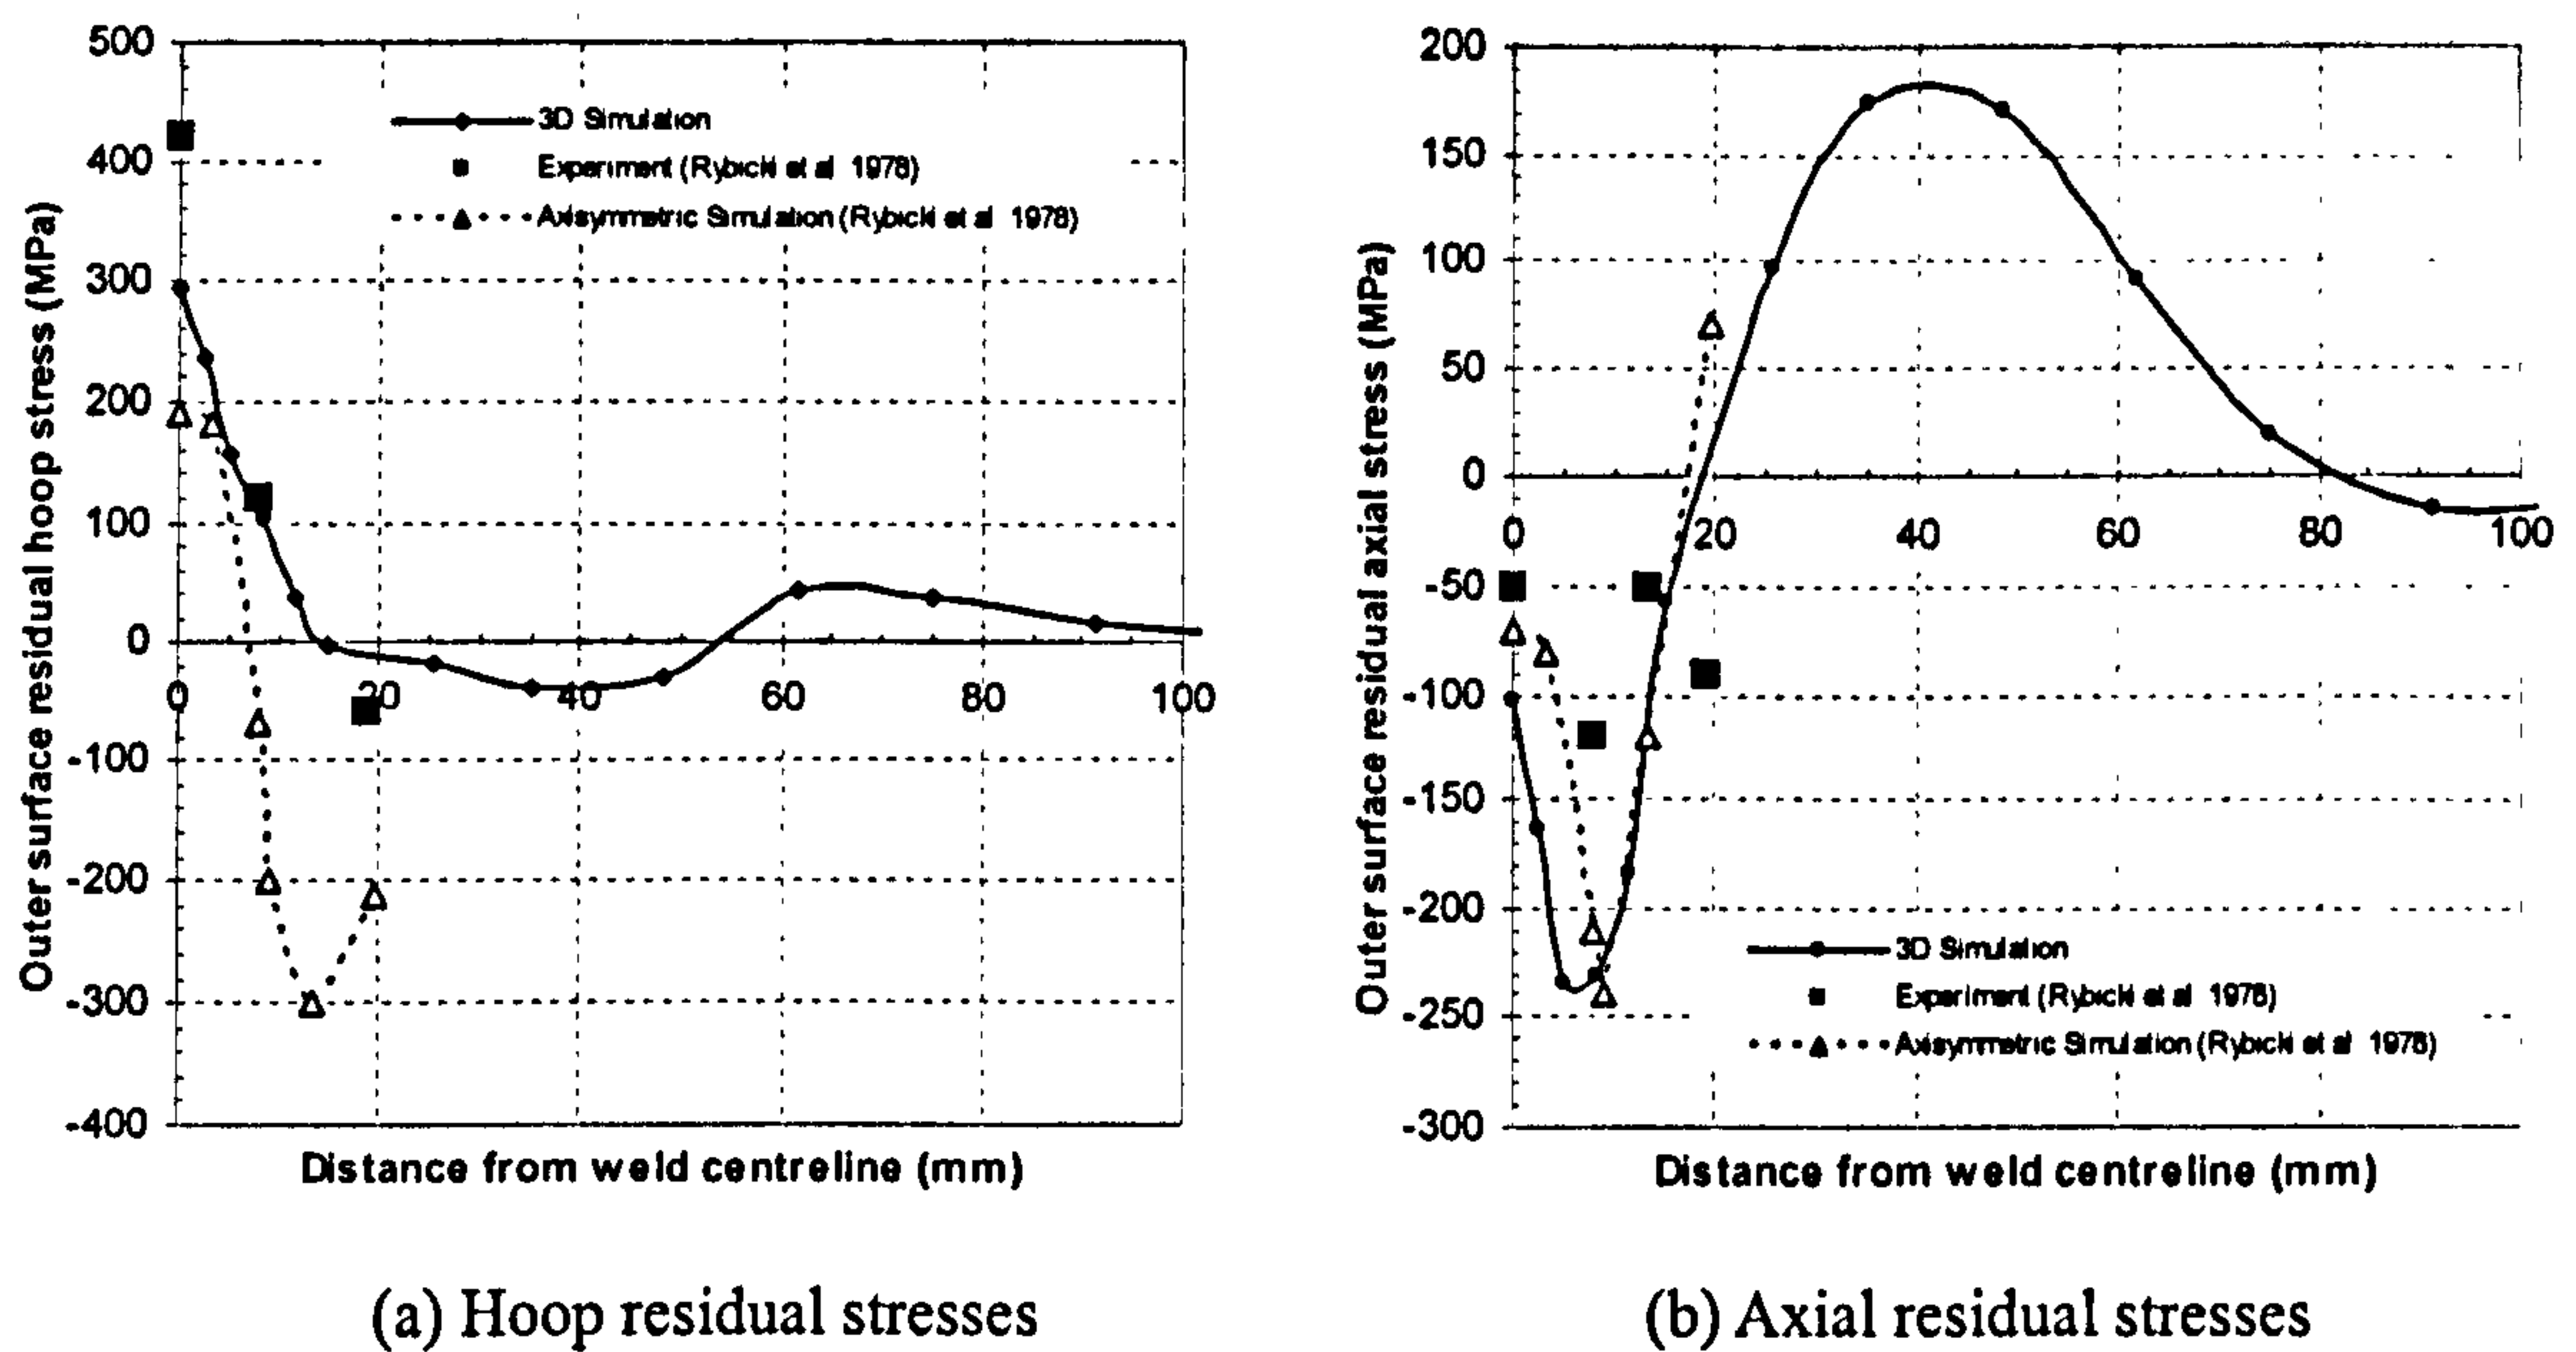 500
400
300
200
100
0
-100
-200
-300
-400
0 20 40 60 80 100
Outer surface residual hoop stress (MPa)
3D Simulation
Experiment (Rybicki et al 1978)
Axisymmetric Simulation (Rybicki et al 1978)
Distance from weld centreline (mm)
(a) Hoop residual stresses
200
150
100
50
0
-50
-100
-150
-200
-250
-300
0 20 40 60 80 100
Outer surface residual axial stress (MPa)
3D Simulation
Experiment (Rybicki et al 1978)
Axisymmetric Simulation (Rybicki et al 1978)
Distance from weld centreline (mm)
(b) Axial residual stresses